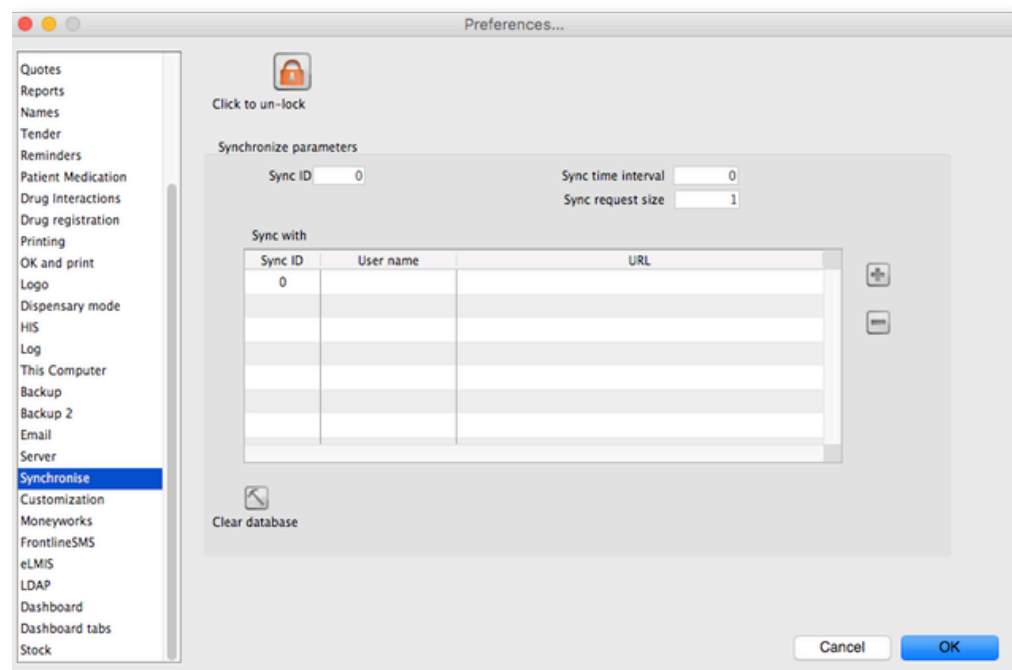 Preferences...
Quotes
Reports
Names
Tender
Reminders
Patient Medication
Drug Interactions
Drug registration
Printing
OK and print
Logo
Dispensary mode
HIS
Log
This Computer
Backup
Backup 2
Email
Server
Synchronise
Customization
Moneyworks
FrontlineSMS
eLMIS
LDAP
Dashboard
Dashboard tabs
Stock
Click to un-lock
Synchronize parameters
Sync ID 0
Sync time interval 0
Sync request size 1
Sync with
Sync ID User name URL
0
Clear database
Cancel OK